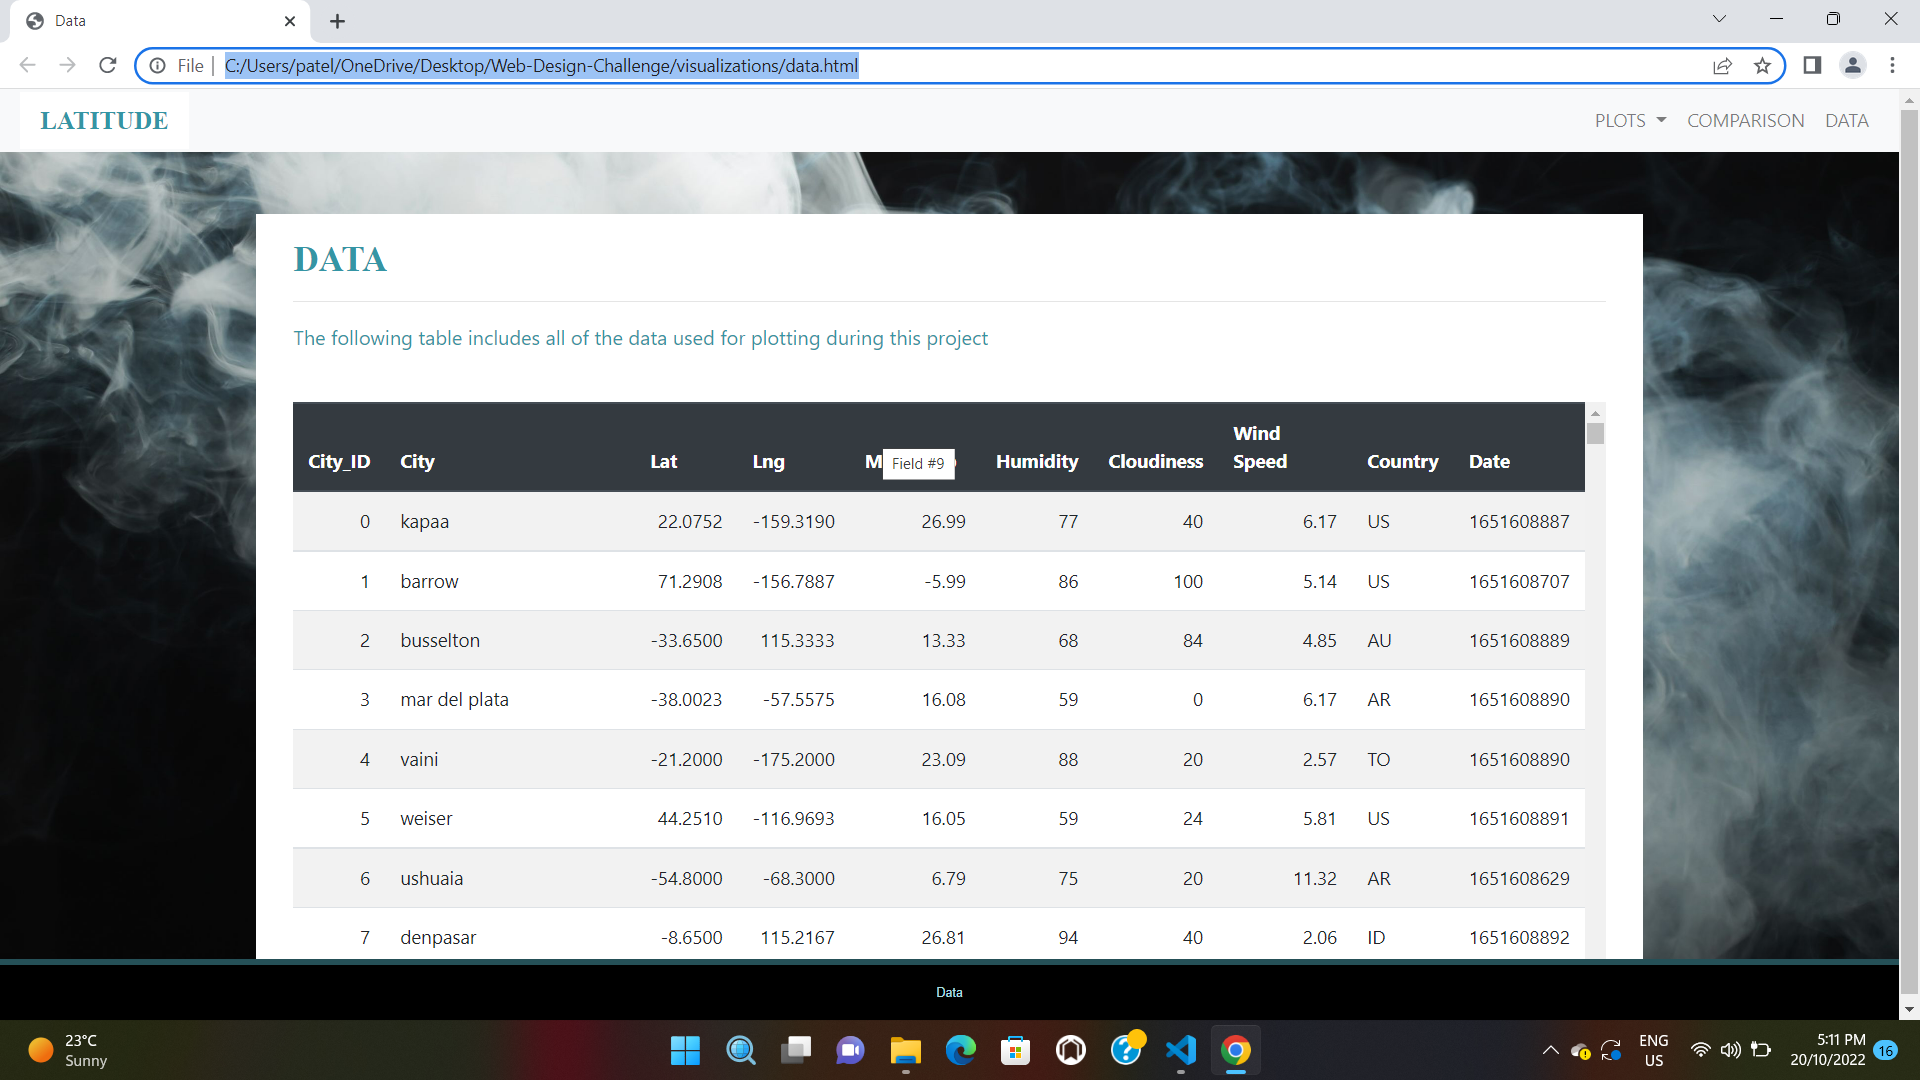 Data
File
C:/Users/patel/OneDrive/Desktop/Web-Design-Challenge/visualizations/data.html
LATITUDE
PLOTS COMPARISON DATA
DATA
The following table includes all of the data used for plotting during this project
City_ID City Lat Lng Humidity Cloudiness Wind Speed Country Date
Field #9
0 kapaa 22.0752 -159.3190 26.99 77 40 6.17 US 1651608887
1 barrow 71.2908 -156.7887 -5.99 86 100 5.14 US 1651608707
2 busselton -33.6500 115.3333 13.33 68 84 4.85 AU 1651608889
3 mar del plata -38.0023 -57.5575 16.08 59 0 6.17 AR 1651608890
4 vaini -21.2000 -175.2000 23.09 88 20 2.57 TO 1651608890
5 weiser 44.2510 -116.9693 16.05 59 24 5.81 US 1651608891
6 ushuaia -54.8000 -68.3000 6.79 75 20 11.32 AR 1651608629
7 denpasar -8.6500 115.2167 26.81 94 40 2.06 ID 1651608892
Data
23°C
Sunny
ENG
US
5:11 PM
20/10/2022
16